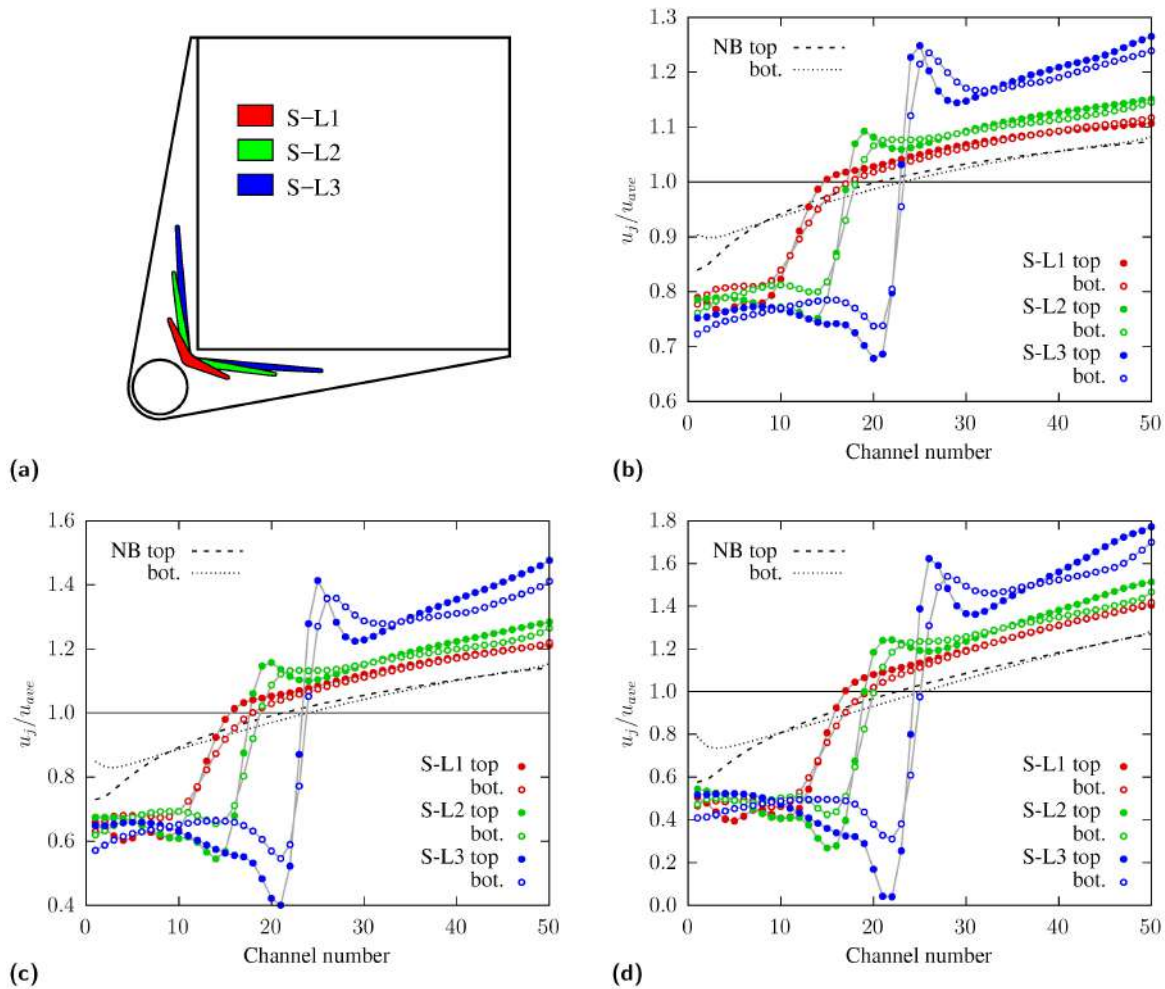 S-L1
S-L2
S-L3
(a)
1.3
1.2
1.1
1.0
0.9
0.8
0.7
0.6
u_j/u_ave
NB top
bot.
S-L1 top
bot.
S-L2 top
bot.
S-L3 top
bot.
0 10 20 30 40 50
Channel number
(b)
1.6
1.4
1.2
1.0
0.8
0.6
0.4
u_j/u_ave
NB top
bot.
S-L1 top
bot.
S-L2 top
bot.
S-L3 top
bot.
0 10 20 30 40 50
Channel number
(c)
1.8
1.6
1.4
1.2
1.0
0.8
0.6
0.4
0.2
0.0
u_j/u_ave
NB top
bot.
S-L1 top
bot.
S-L2 top
bot.
S-L3 top
bot.
0 10 20 30 40 50
Channel number
(d)